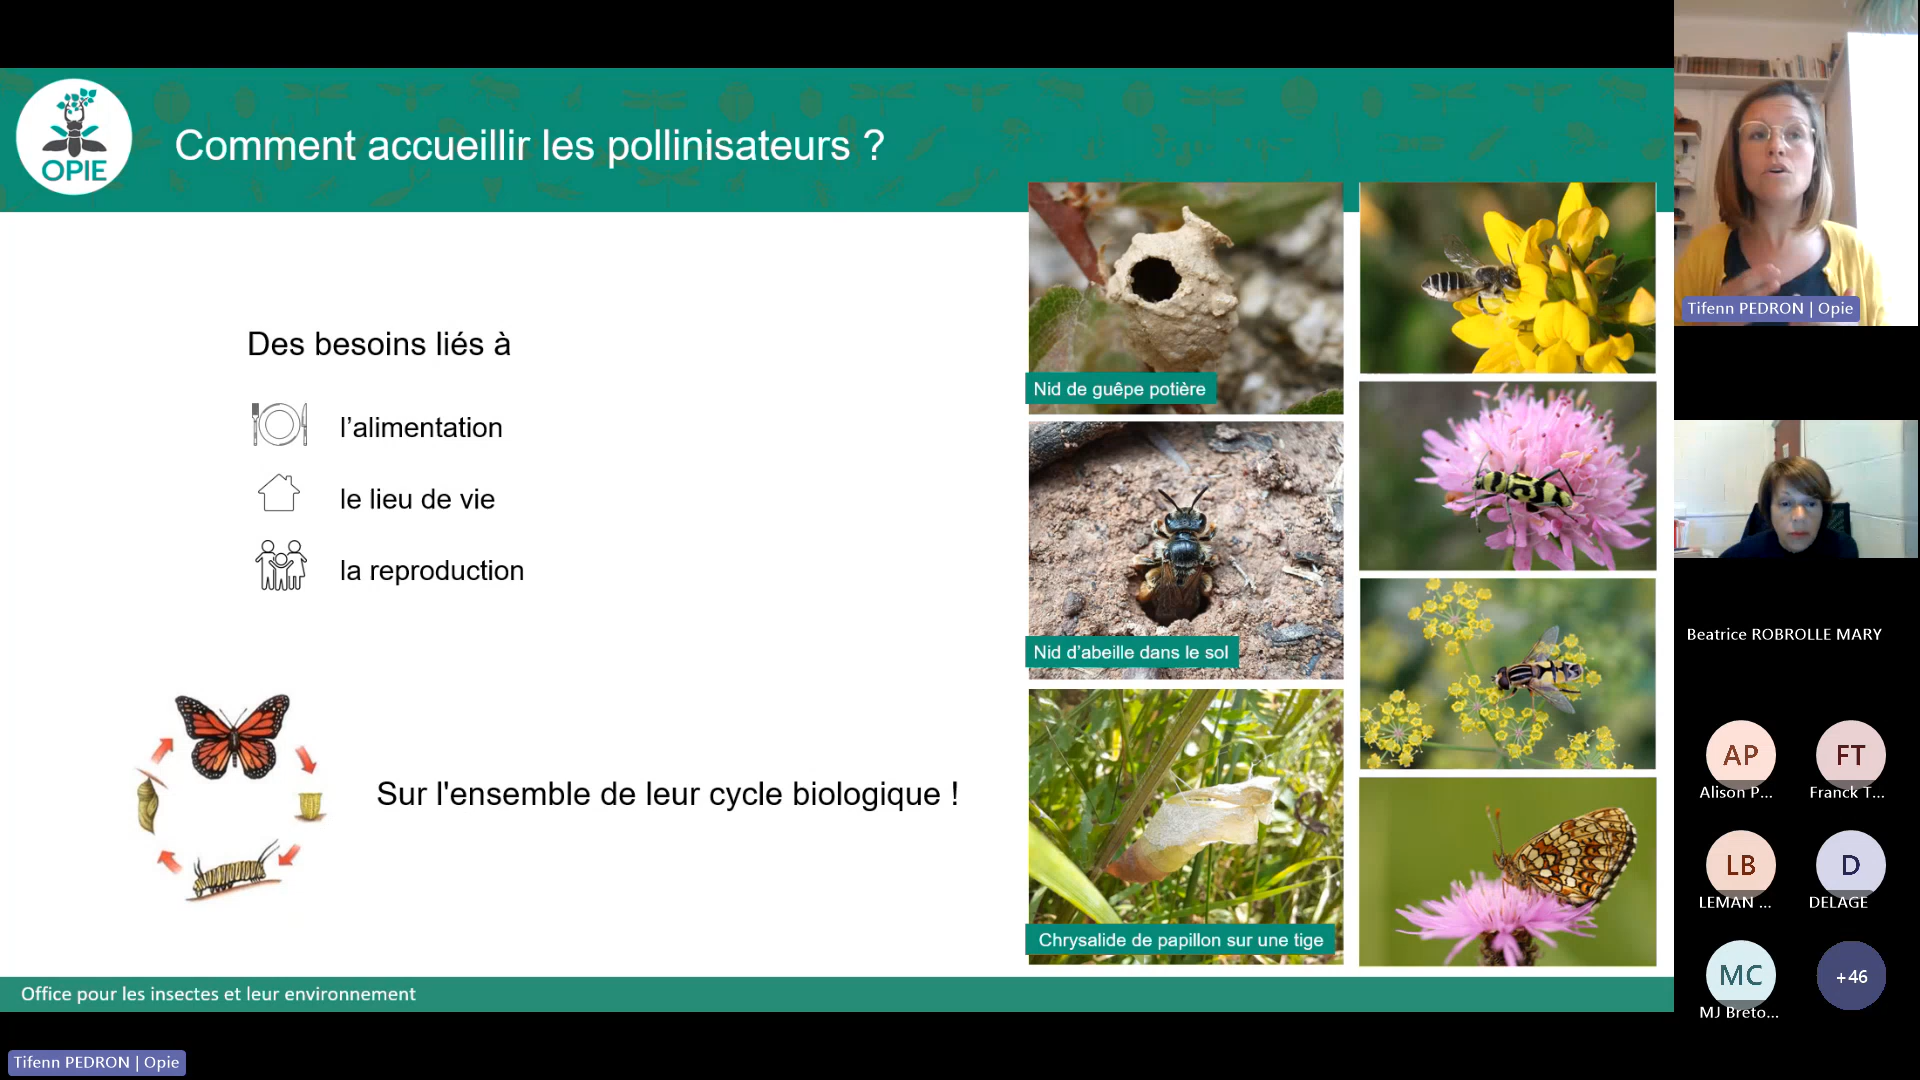 OPIE
Comment accueillir les pollinisateurs ?
Des besoins liés à
l’alimentation
le lieu de vie
la reproduction
Sur l'ensemble de leur cycle biologique !
Nid de guêpe potière
Nid d’abeille dans le sol
Chrysalide de papillon sur une tige
Office pour les insectes et leur environnement
Tifenn PEDRON | Opie
Tifenn PEDRON | Opie
Beatrice ROBROLLE MARY
AP
Alison P...
FT
Franck T...
LB
LEMAN ...
D
DELAGE
MC
MJ Breto...
+46